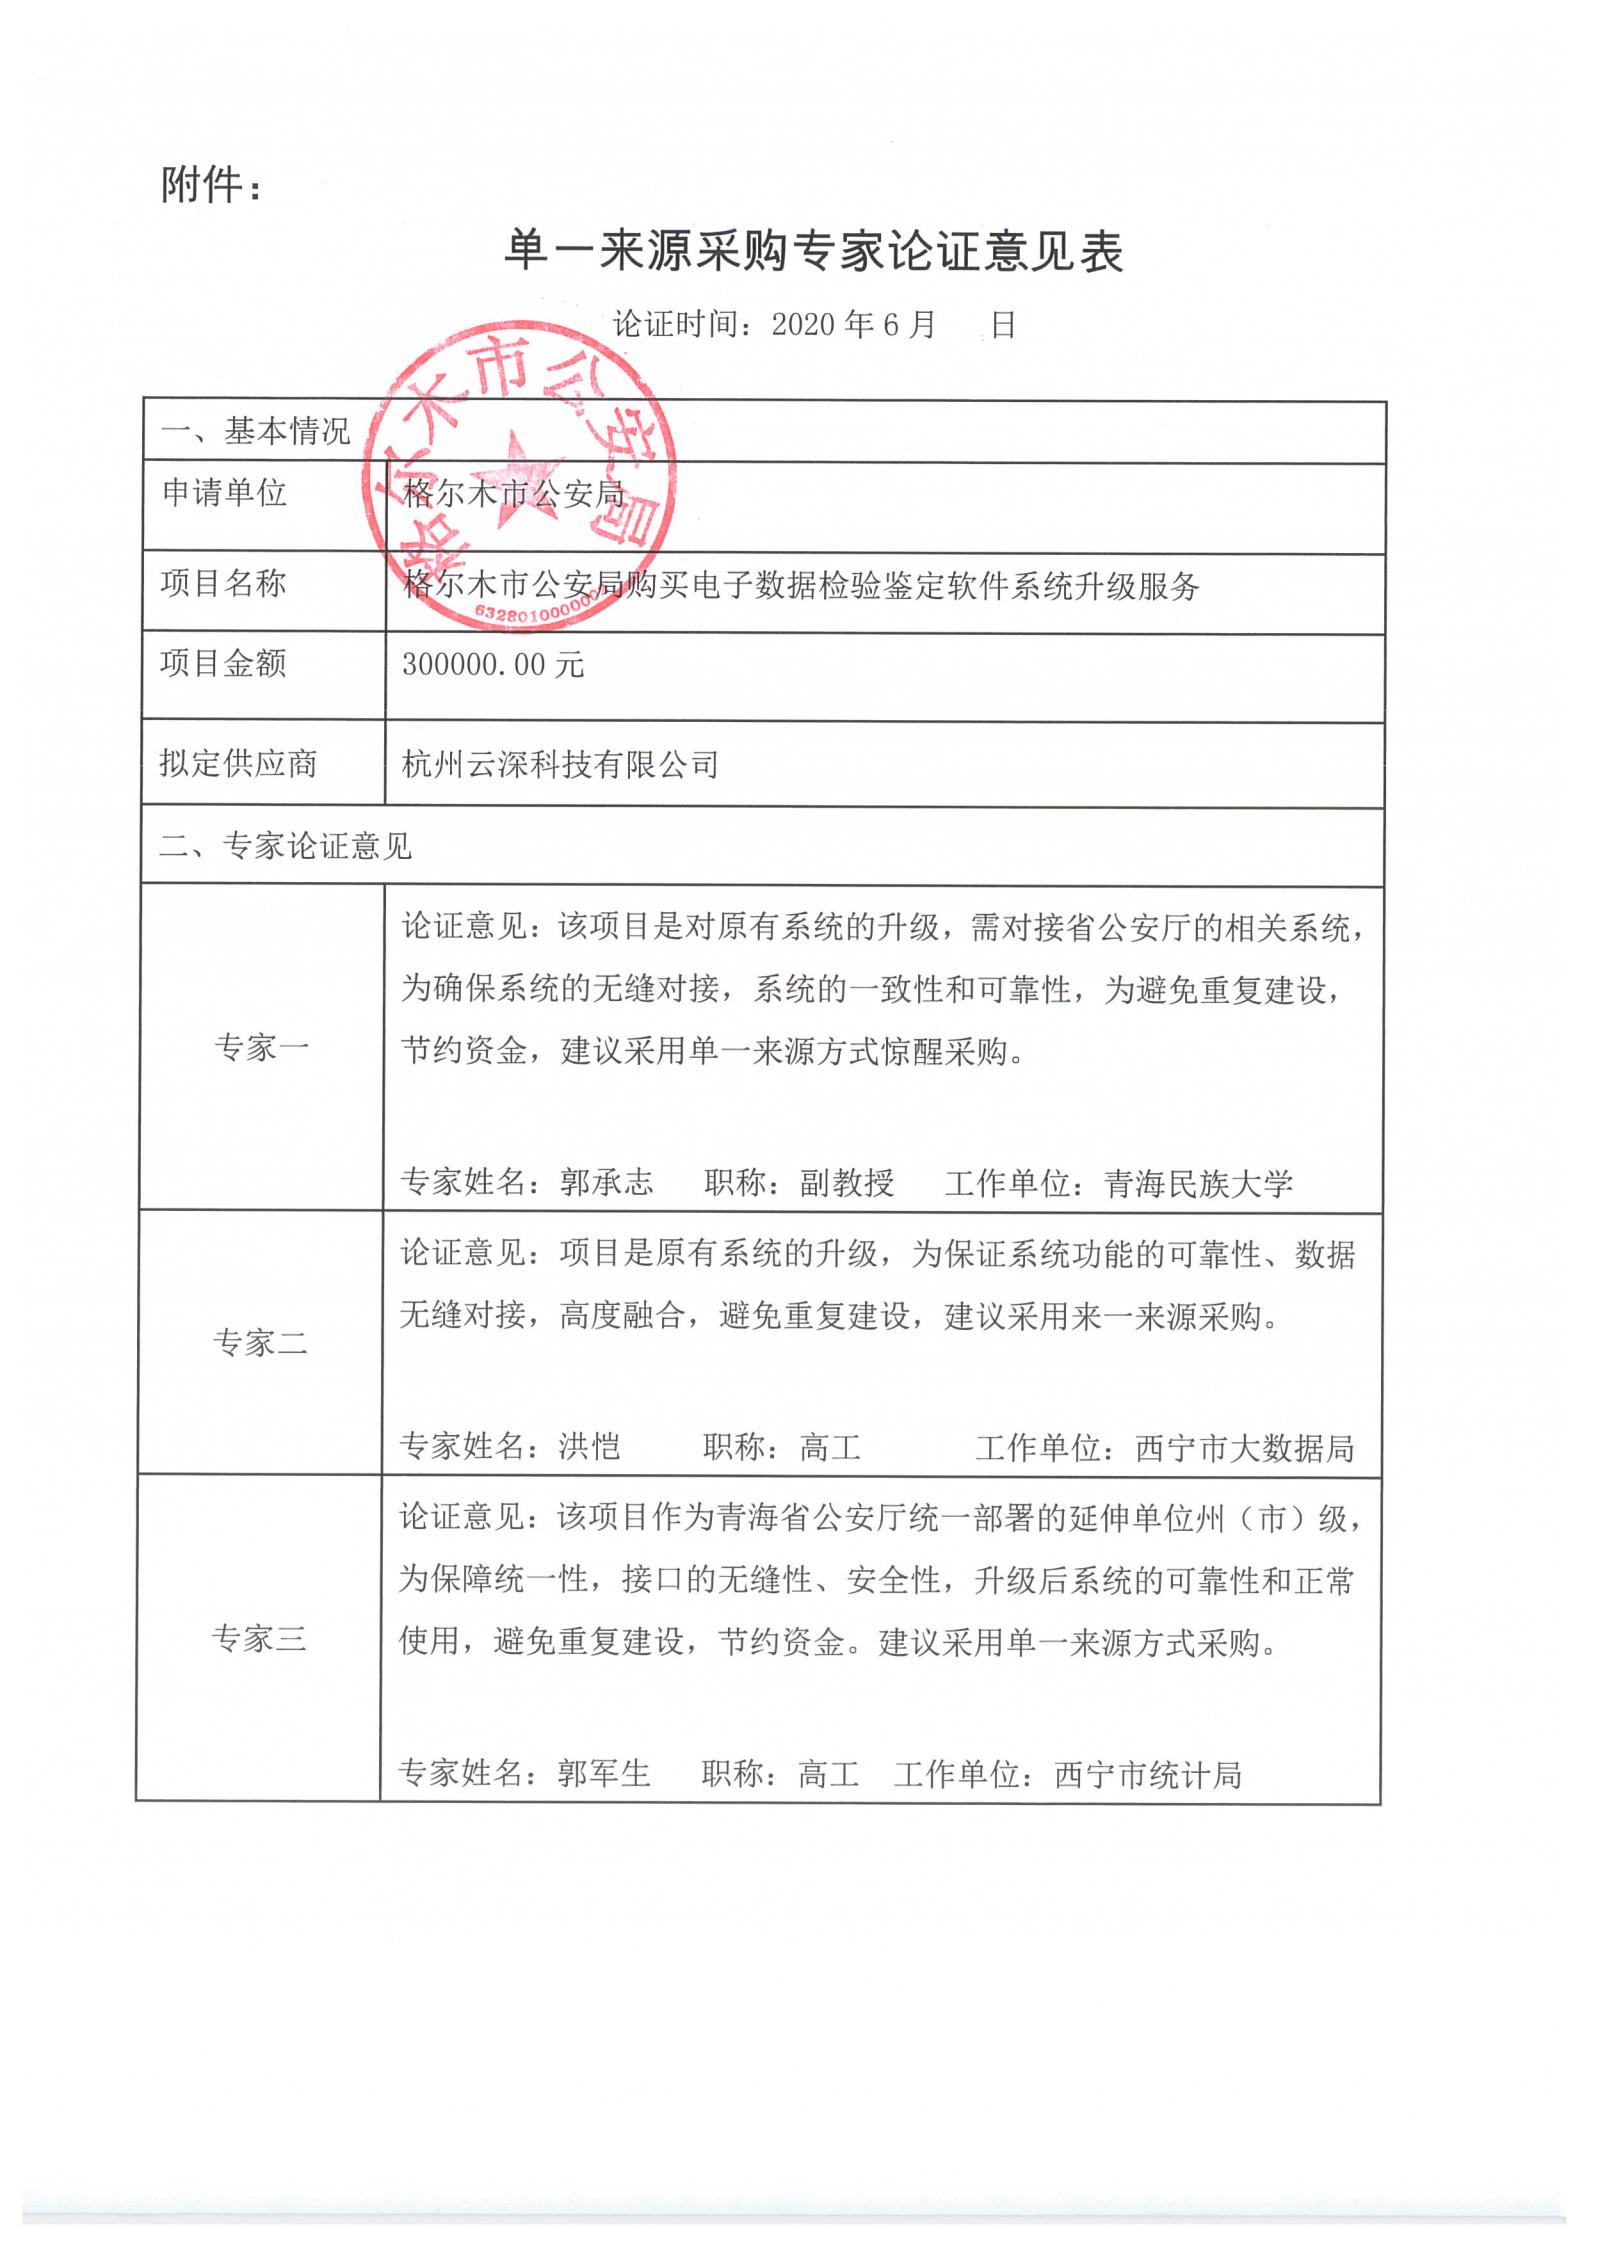 附件：
单一来源采购专家论证意见表
论证时间：2020 年 6 月 日
一、基本情况
申请单位 格尔木市公安局
项目名称 格尔木市公安局购买电子数据检验鉴定软件系统升级服务
项目金额 300000.00 元
拟定供应商 杭州云深科技有限公司
二、专家论证意见
专家一
论证意见：该项目是对原有系统的升级，需对接省公安厅的相关系统，
为确保系统的无缝对接，系统的一致性和可靠性，为避免重复建设，
节约资金，建议采用单一来源方式惊醒采购。
专家姓名：郭承志 职称：副教授 工作单位：青海民族大学
专家二
论证意见：项目是原有系统的升级，为保证系统功能的可靠性、数据
无缝对接，高度融合，避免重复建设，建议采用来一来源采购。
专家姓名：洪恺 职称：高工 工作单位：西宁市大数据局
专家三
论证意见：该项目作为青海省公安厅统一部署的延伸单位州（市）级，
为保障统一性，接口的无缝性、安全性，升级后系统的可靠性和正常
使用，避免重复建设，节约资金。建议采用单一来源方式采购。
专家姓名：郭军生 职称：高工 工作单位：西宁市统计局
格尔木市公安局